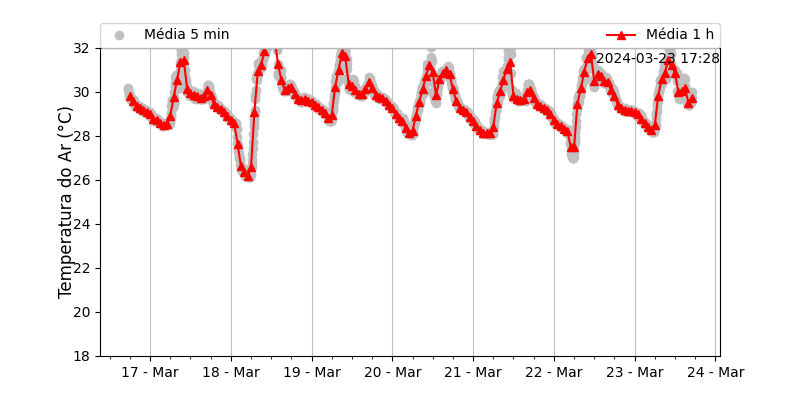 Média 5 min
Média 1 h
2024-03-23 17:28
Temperatura do Ar (°C)
32
30
28
26
24
22
20
18
17 - Mar
18 - Mar
19 - Mar
20 - Mar
21 - Mar
22 - Mar
23 - Mar
24 - Mar